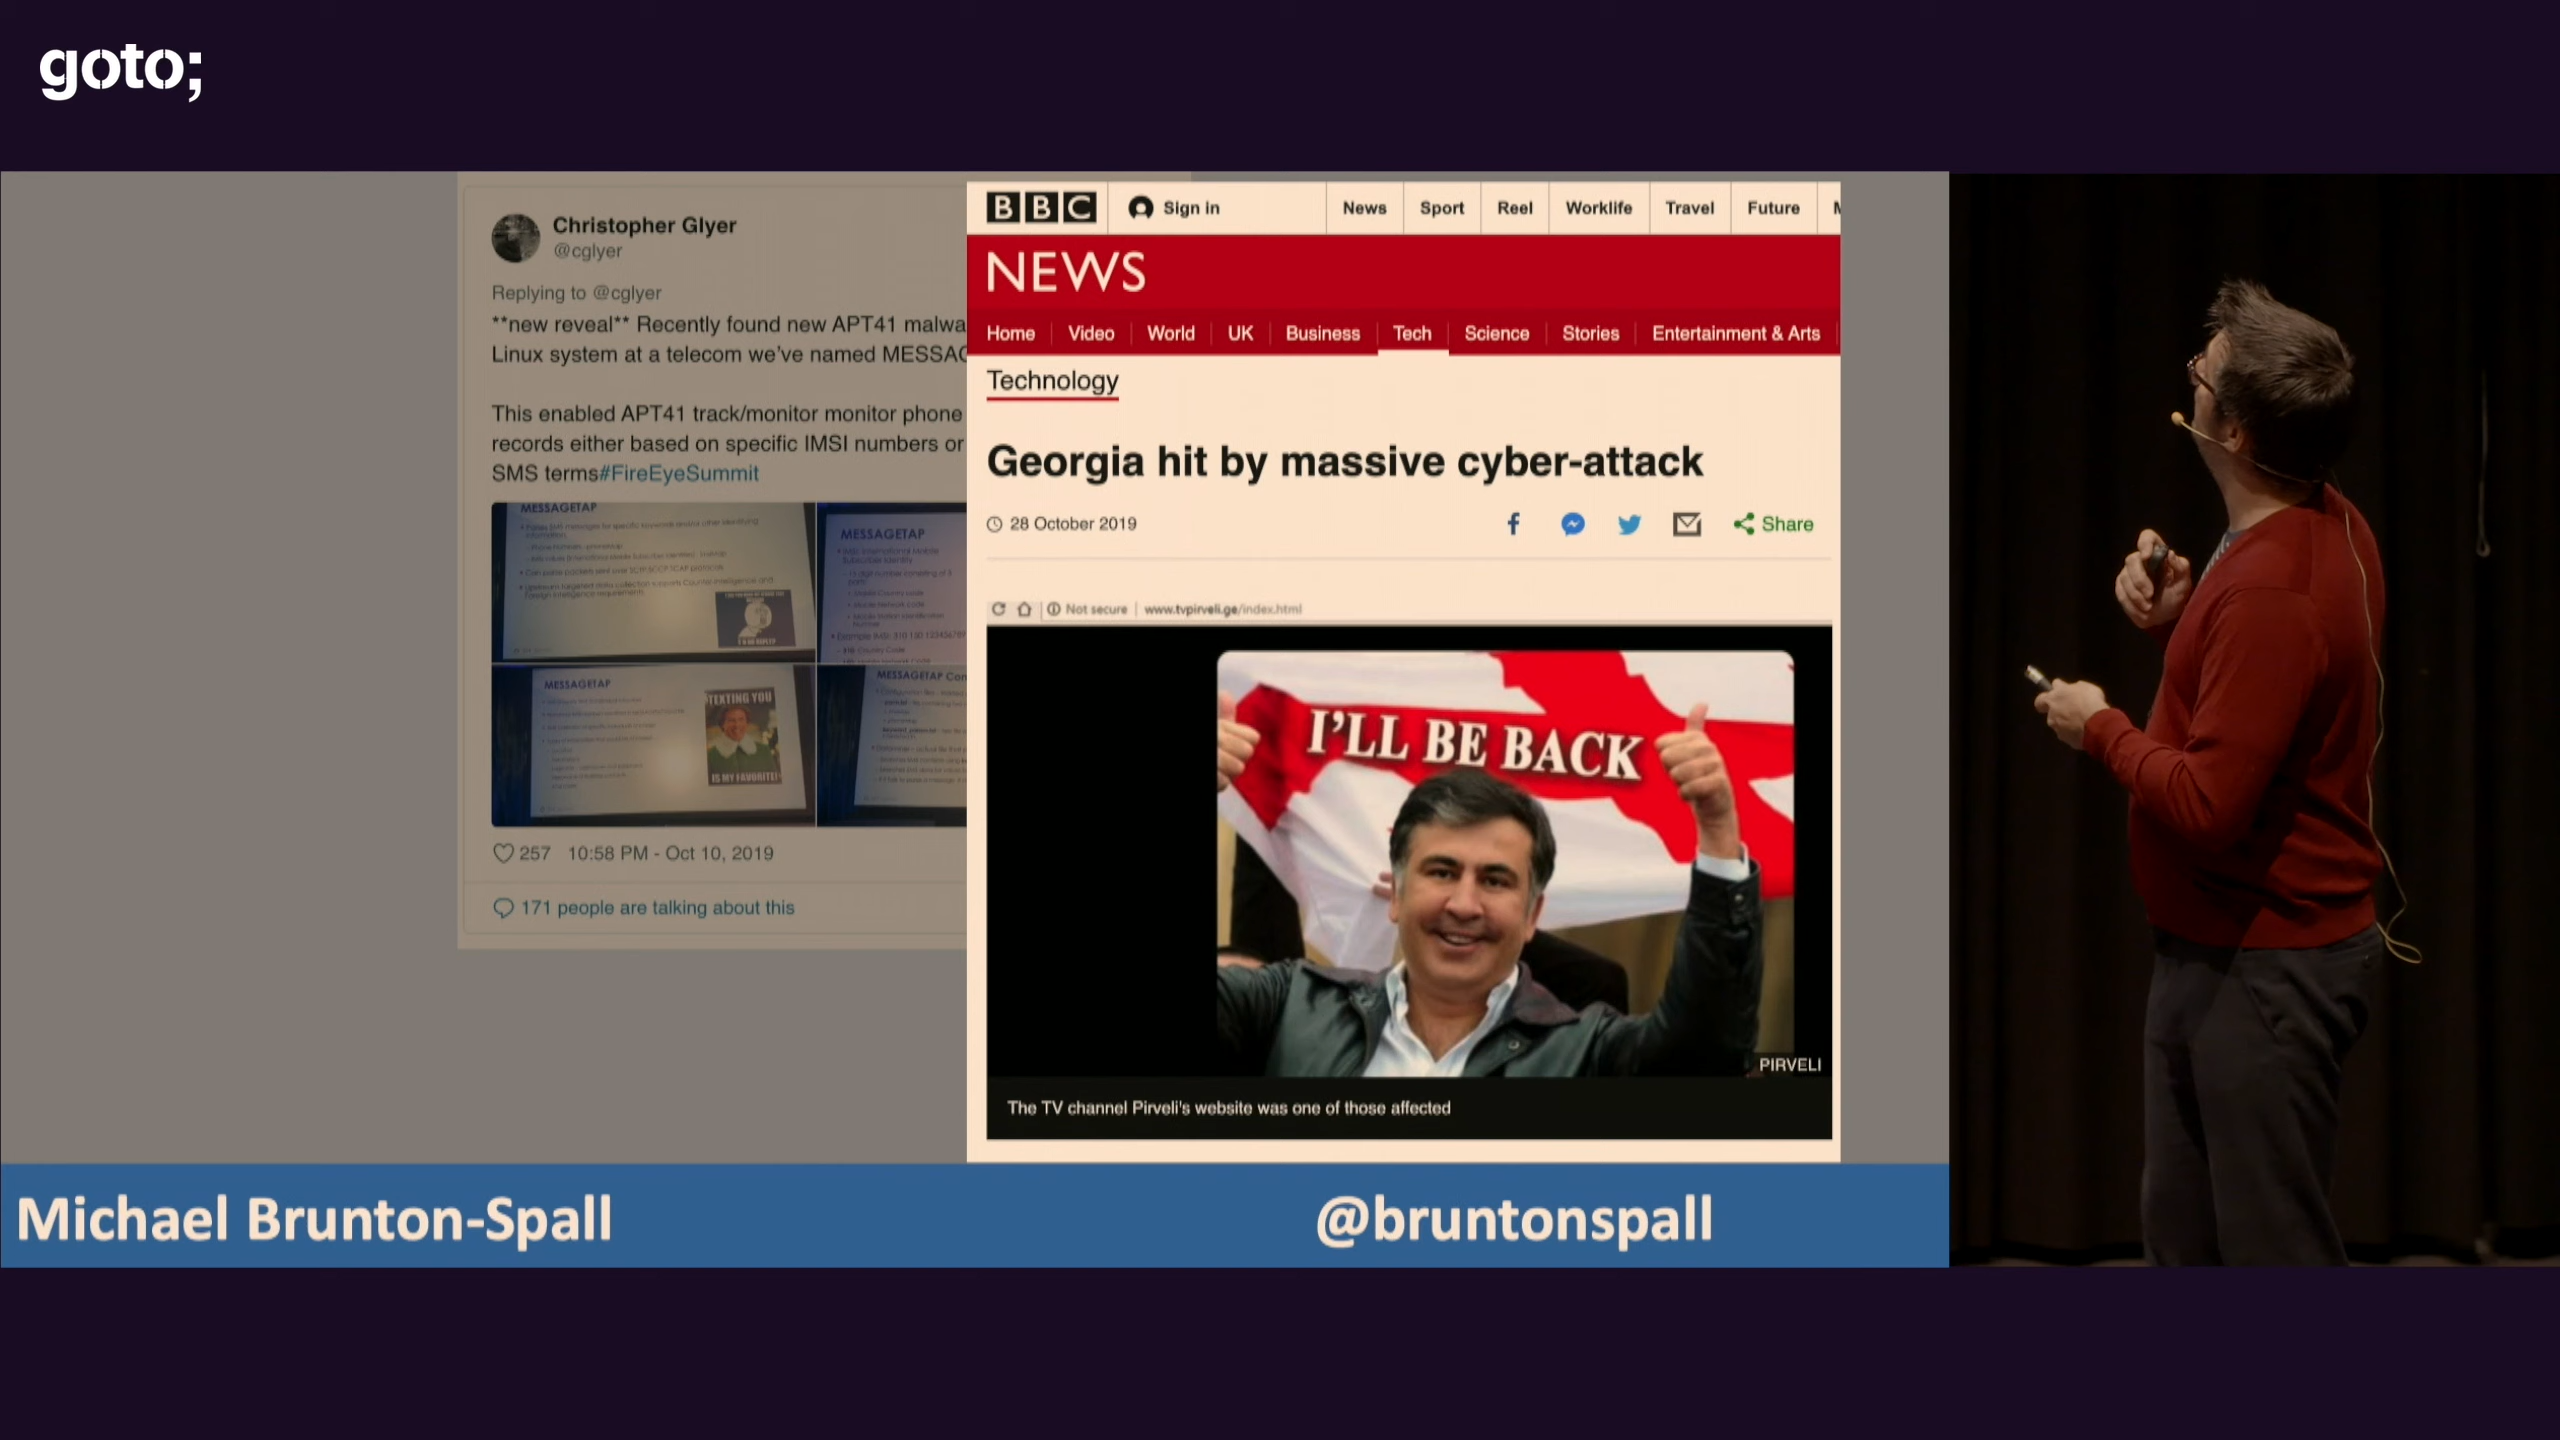 goto;
Christopher Glyer
@cglyer
Replying to @cglyer
**new reveal** Recently found new APT41 malwa
Linux system at a telecom we've named MESSAG
This enabled APT41 track/monitor monitor phone
records either based on specific IMSI numbers or
SMS terms#FireEyeSummit
MESSAGETAP
MESSAGETAP
MESSAGETAP
TEXTING YOU
IS MY FAVORITE!
MESSAGETAP Con
257 10:58 PM - Oct 10, 2019
171 people are talking about this
BBC Sign in News Sport Reel Worklife Travel Future
NEWS
Home Video World UK Business Tech Science Stories Entertainment & Arts
Technology
Georgia hit by massive cyber-attack
28 October 2019 Share
Not secure www.tvpirveli.ge/index.html
I'LL BE BACK
PIRVELI
The TV channel Pirveli's website was one of those affected
Michael Brunton-Spall @bruntonspall